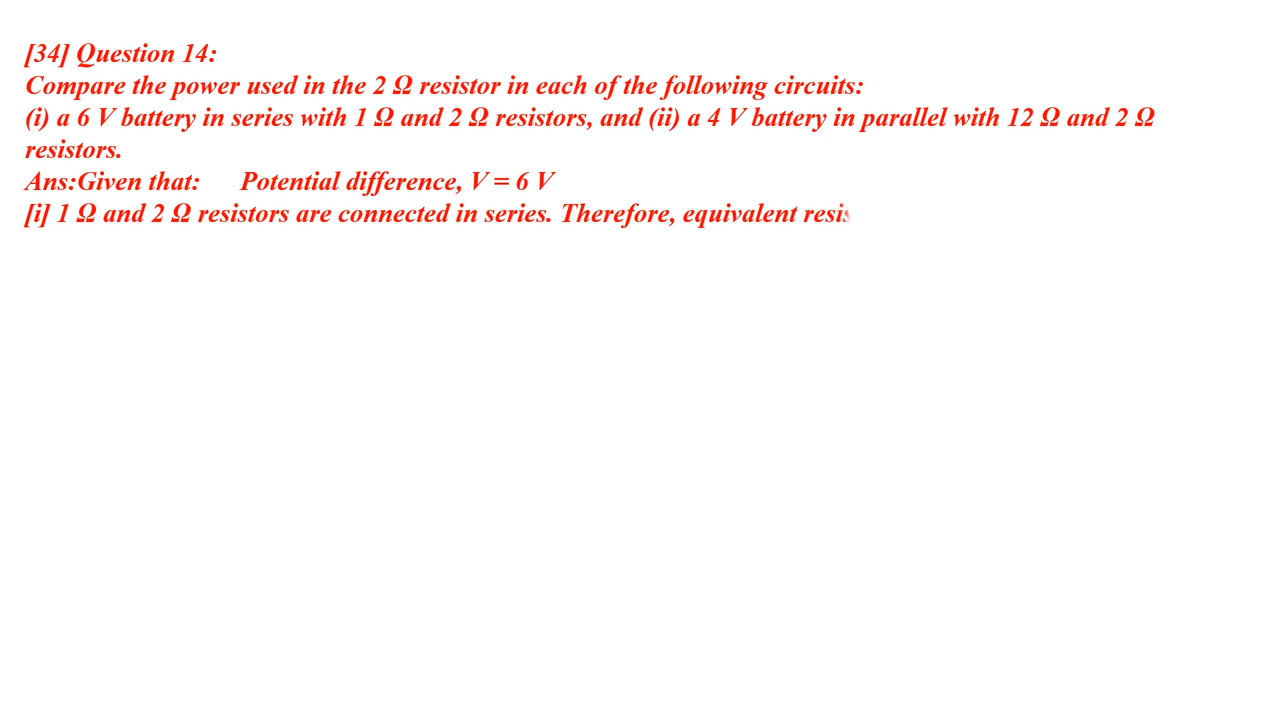 [34] Question 14:
Compare the power used in the 2 Ω resistor in each of the following circuits:
(i) a 6 V battery in series with 1 Ω and 2 Ω resistors, and (ii) a 4 V battery in parallel with 12 Ω and 2 Ω
resistors.
Ans:Given that: Potential difference, V = 6 V
[i] 1 Ω and 2 Ω resistors are connected in series. Therefore, equivalent resis